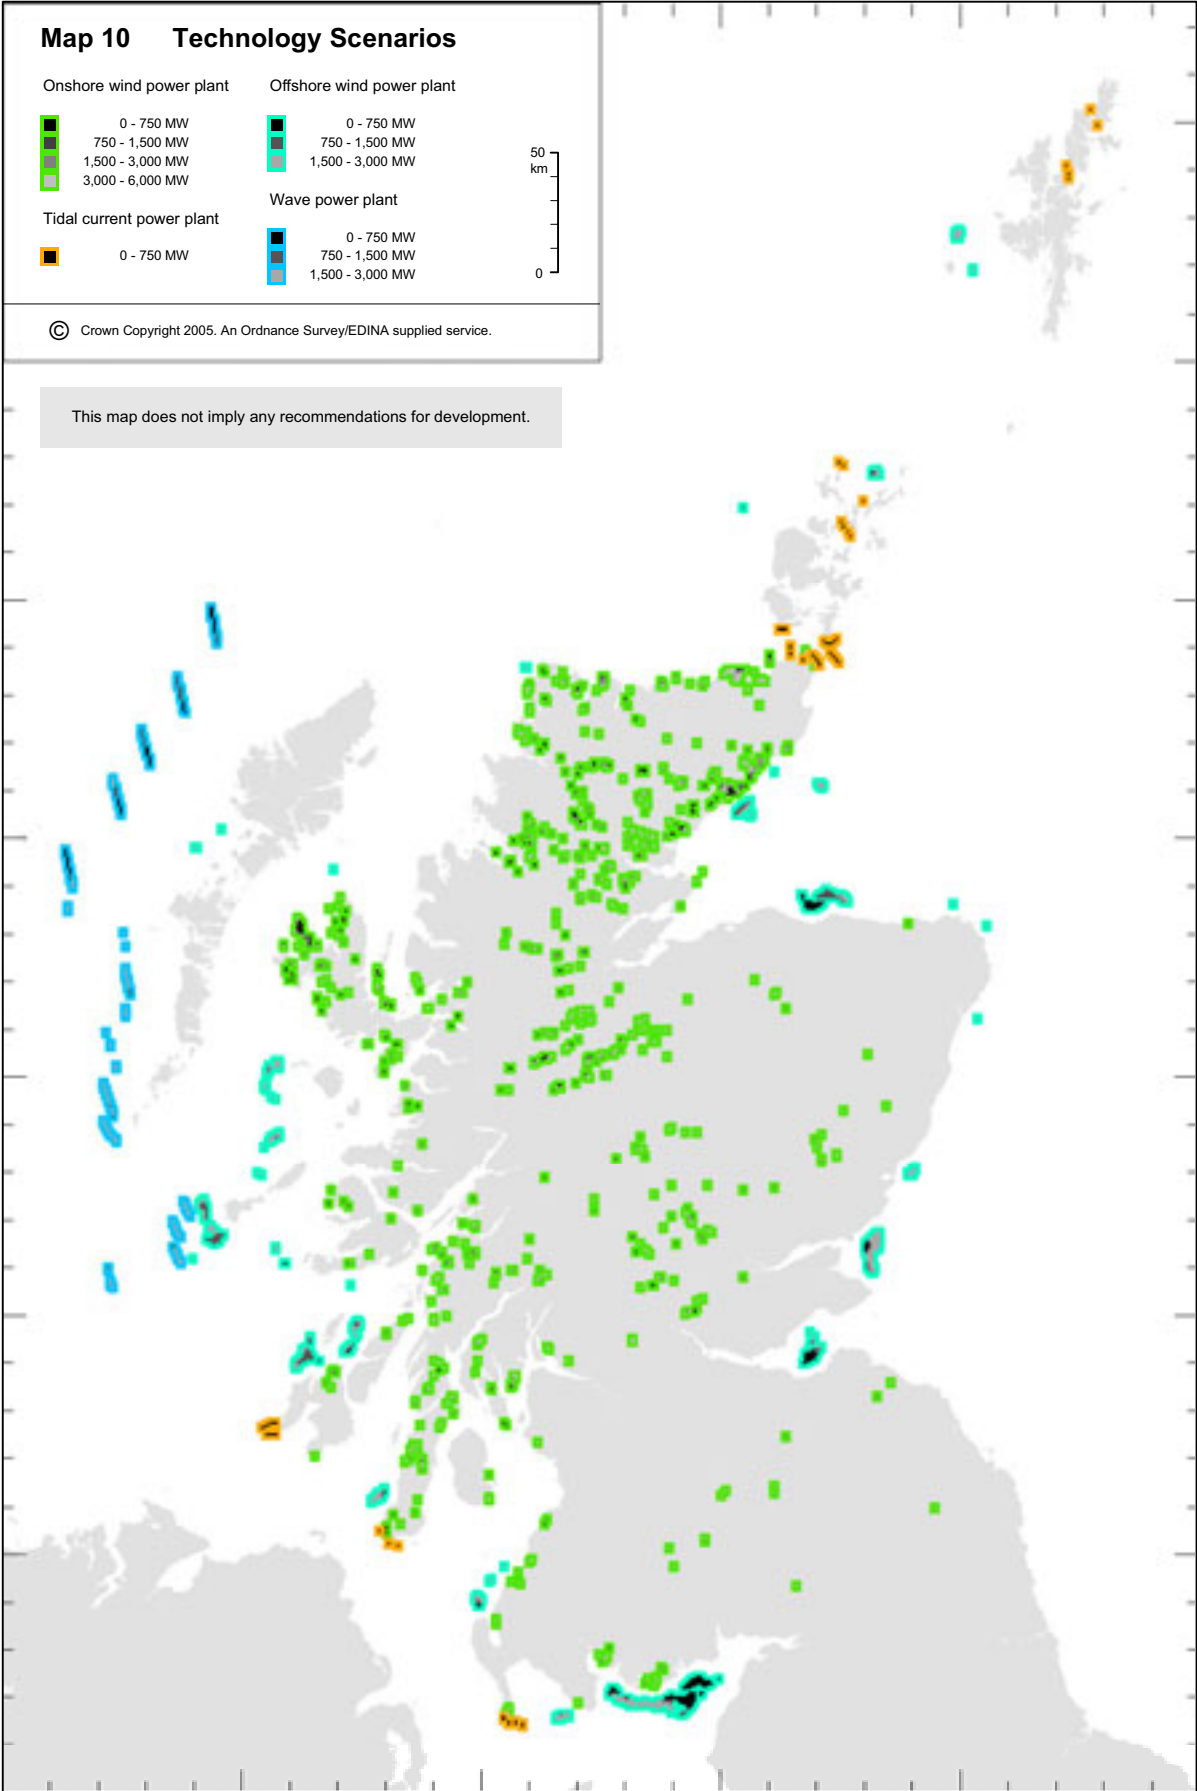 Map 10 Technology Scenarios
Onshore wind power plant
0 - 750 MW
750 - 1,500 MW
1,500 - 3,000 MW
3,000 - 6,000 MW
Tidal current power plant
0 - 750 MW
Offshore wind power plant
0 - 750 MW
750 - 1,500 MW
1,500 - 3,000 MW
Wave power plant
0 - 750 MW
750 - 1,500 MW
1,500 - 3,000 MW
50
km
0
© Crown Copyright 2005. An Ordnance Survey/EDINA supplied service.
This map does not imply any recommendations for development.